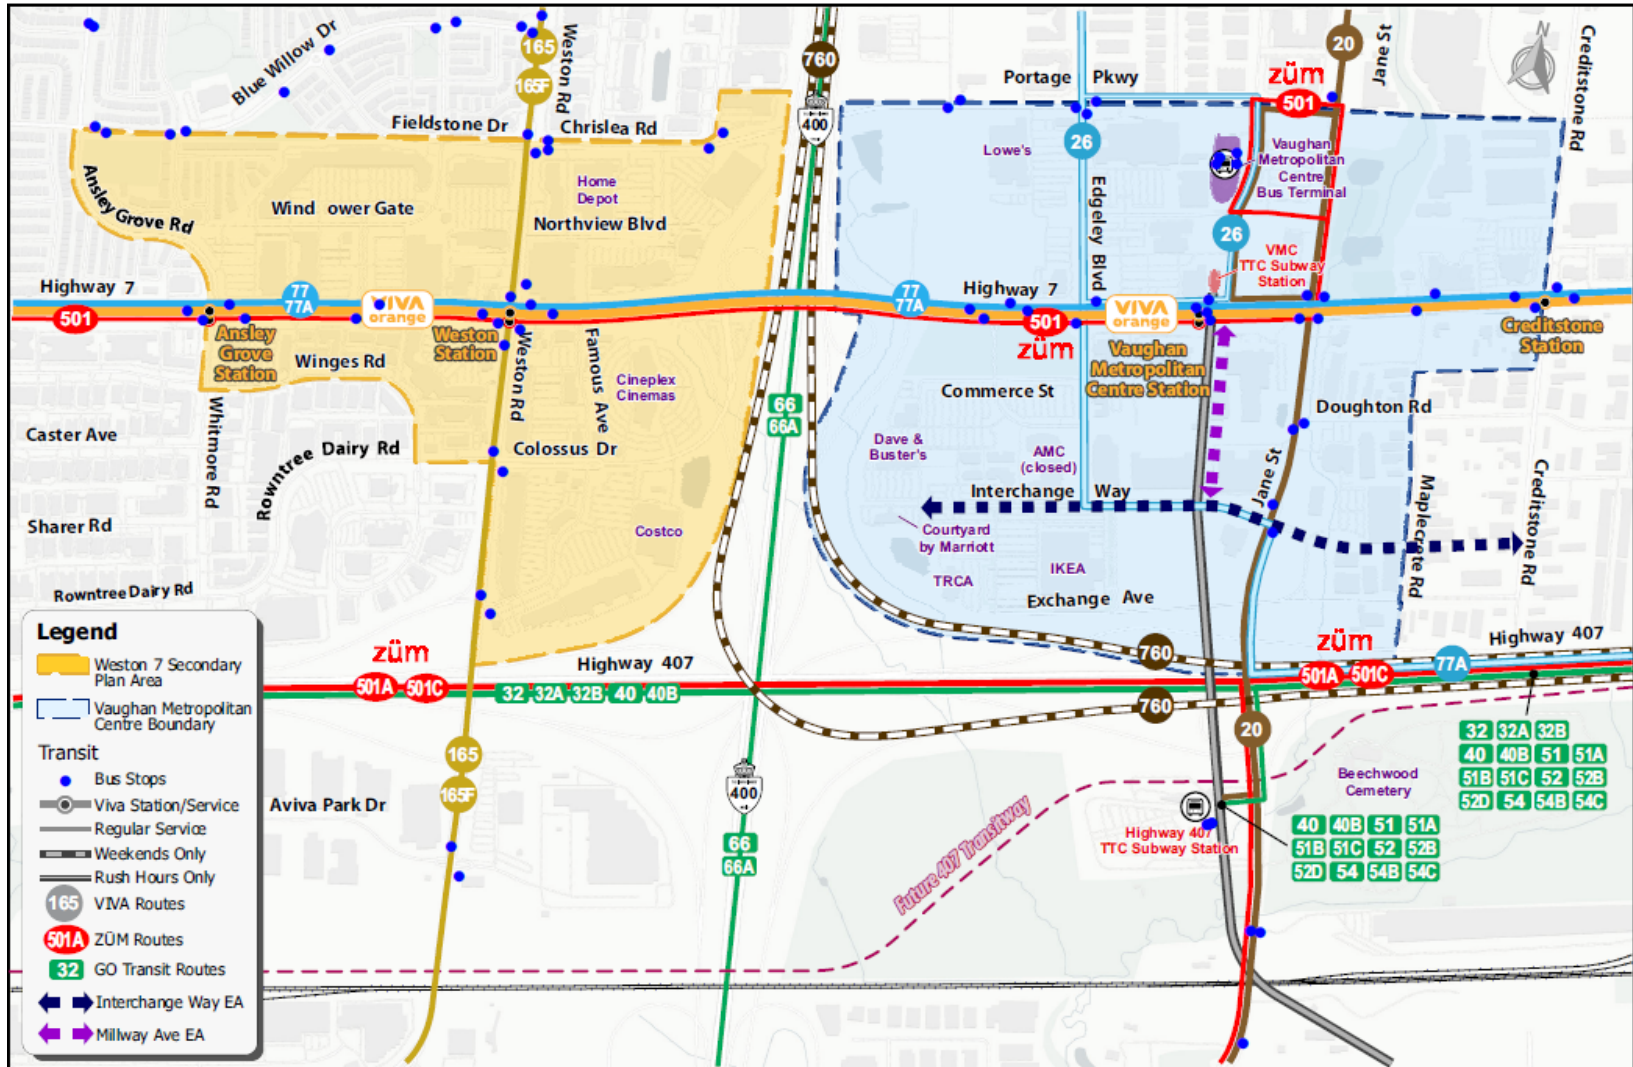 Blue Willow Dr
165
165F
Weston Rd
760
400
Portage Pkwy
züm
501
20
Jane St
N
Creditstone Rd
Fieldstone Dr
Chrislea Rd
Ansley Grove Rd
Wind ower Gate
Home
Depot
Northview Blvd
Lowe's
26
Edgeley Blvd
Vaughan
Metropolitan
Centre
Bus Terminal
26
VMC
TTC Subway
Station
Highway 7
77
77A
VIVA
orange
501
77
77A
Highway 7
501
züm
VIVA
orange
Ansley
Grove
Station
Weston
Station
Vaughan
Metropolitan
Centre Station
Creditstone
Station
Winges Rd
Weston Rd
Famous Ave
Cineplex
Cinemas
Commerce St
Doughton Rd
66
66A
Caster Ave
Whitmore Rd
Rowntree Dairy Rd
Colossus Dr
Dave &
Buster's
AMC
(closed)
Interchange Way
Jane St
Maplecrete Rd
Creditstone Rd
Sharer Rd
Costco
Courtyard
by Marriott
TRCA
IKEA
Exchange Ave
Rowntree Dairy Rd
Legend
Weston 7 Secondary
Plan Area
Vaughan Metropolitan
Centre Boundary
Transit
Bus Stops
Viva Station/Service
Regular Service
Weekends Only
Rush Hours Only
165 VIVA Routes
501A ZÜM Routes
32 GO Transit Routes
Interchange Way EA
Millway Ave EA
züm
501A 501C
Highway 407
32 32A 32B 40 40B
760
760
züm
501A 501C
77A
Highway 407
165
165F
Aviva Park Dr
400
66
66A
20
Future 407 Transitway
Highway 407
TTC Subway Station
Beechwood
Cemetery
32 32A 32B
40 40B 51 51A
51B 51C 52 52B
52D 54 54B 54C
40 40B 51 51A
51B 51C 52 52B
52D 54 54B 54C